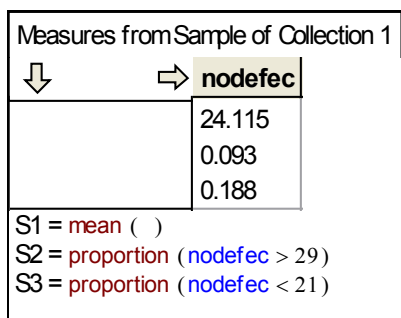 Measures from Sample of Collection 1
nodefec
24.115
0.093
0.188
S1 = mean ( )
S2 = proportion (nodefec > 29)
S3 = proportion (nodefec < 21)